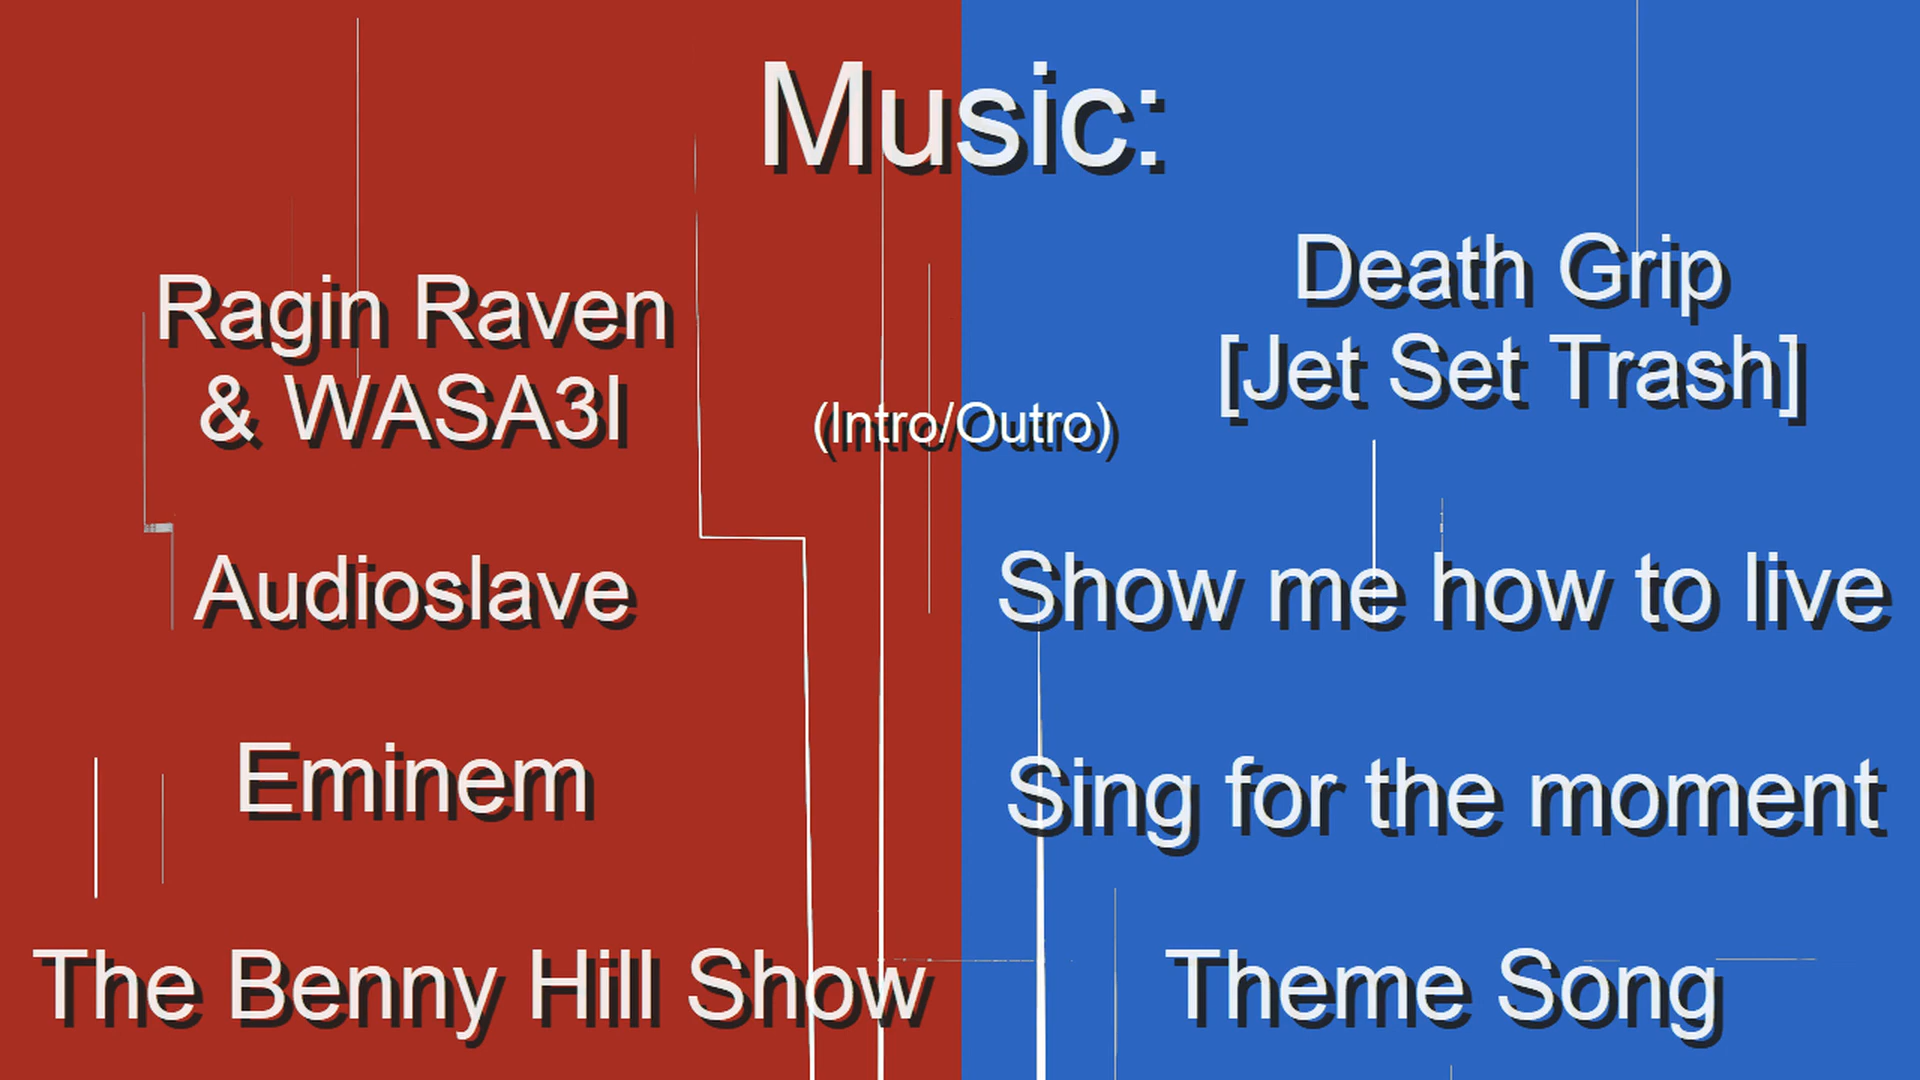 Music:
Ragin Raven
& WASA3I
(Intro/Outro)
Death Grip
[Jet Set Trash]
Audioslave
Show me how to live
Eminem
Sing for the moment
The Benny Hill Show
Theme Song